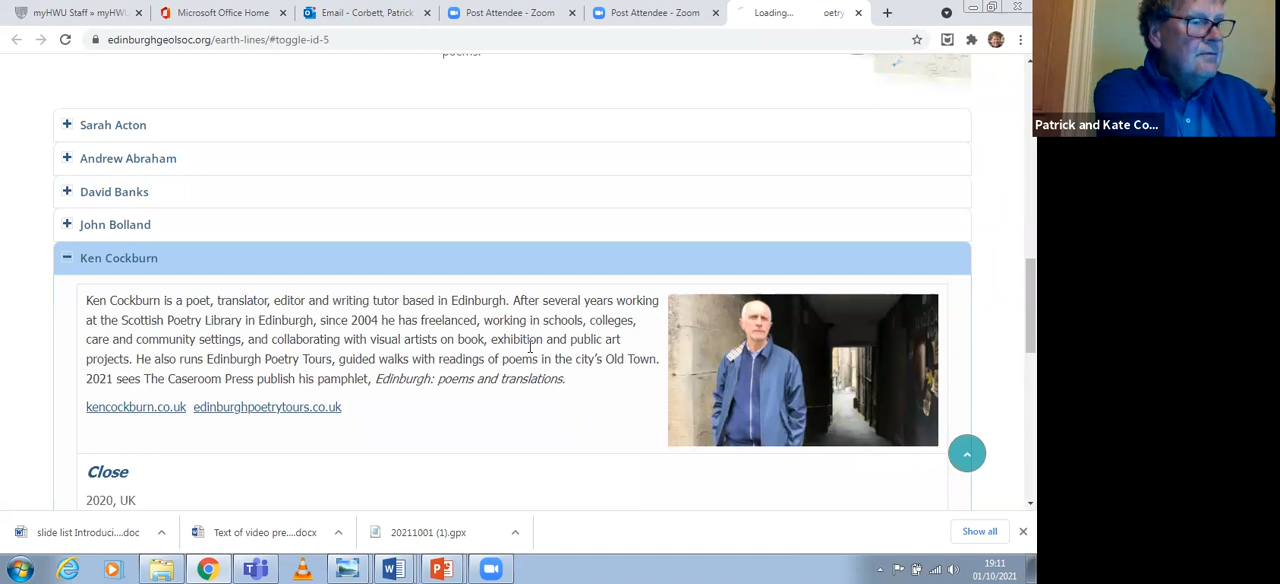 myHWU Staff » myHWU
Microsoft Office Home
Email - Corbett, Patrick
Post Attendee - Zoom
Post Attendee - Zoom
Loading...
oetry
edinburghgeolsoc.org/earth-lines/#toggle-id-5
poems.
Sarah Acton
Andrew Abraham
David Banks
John Bolland
Ken Cockburn
Ken Cockburn is a poet, translator, editor and writing tutor based in Edinburgh. After several years working
at the Scottish Poetry Library in Edinburgh, since 2004 he has freelanced, working in schools, colleges,
care and community settings, and collaborating with visual artists on book, exhibition and public art
projects. He also runs Edinburgh Poetry Tours, guided walks with readings of poems in the city's Old Town.
2021 sees The Caseroom Press publish his pamphlet, Edinburgh: poems and translations.
kencockburn.co.uk edinburghpoetrytours.co.uk
Close
2020, UK
slide list Introduci....doc
Text of video pre....docx
20211001 (1).gpx
Show all
19:11
01/10/2021
Patrick and Kate Co...